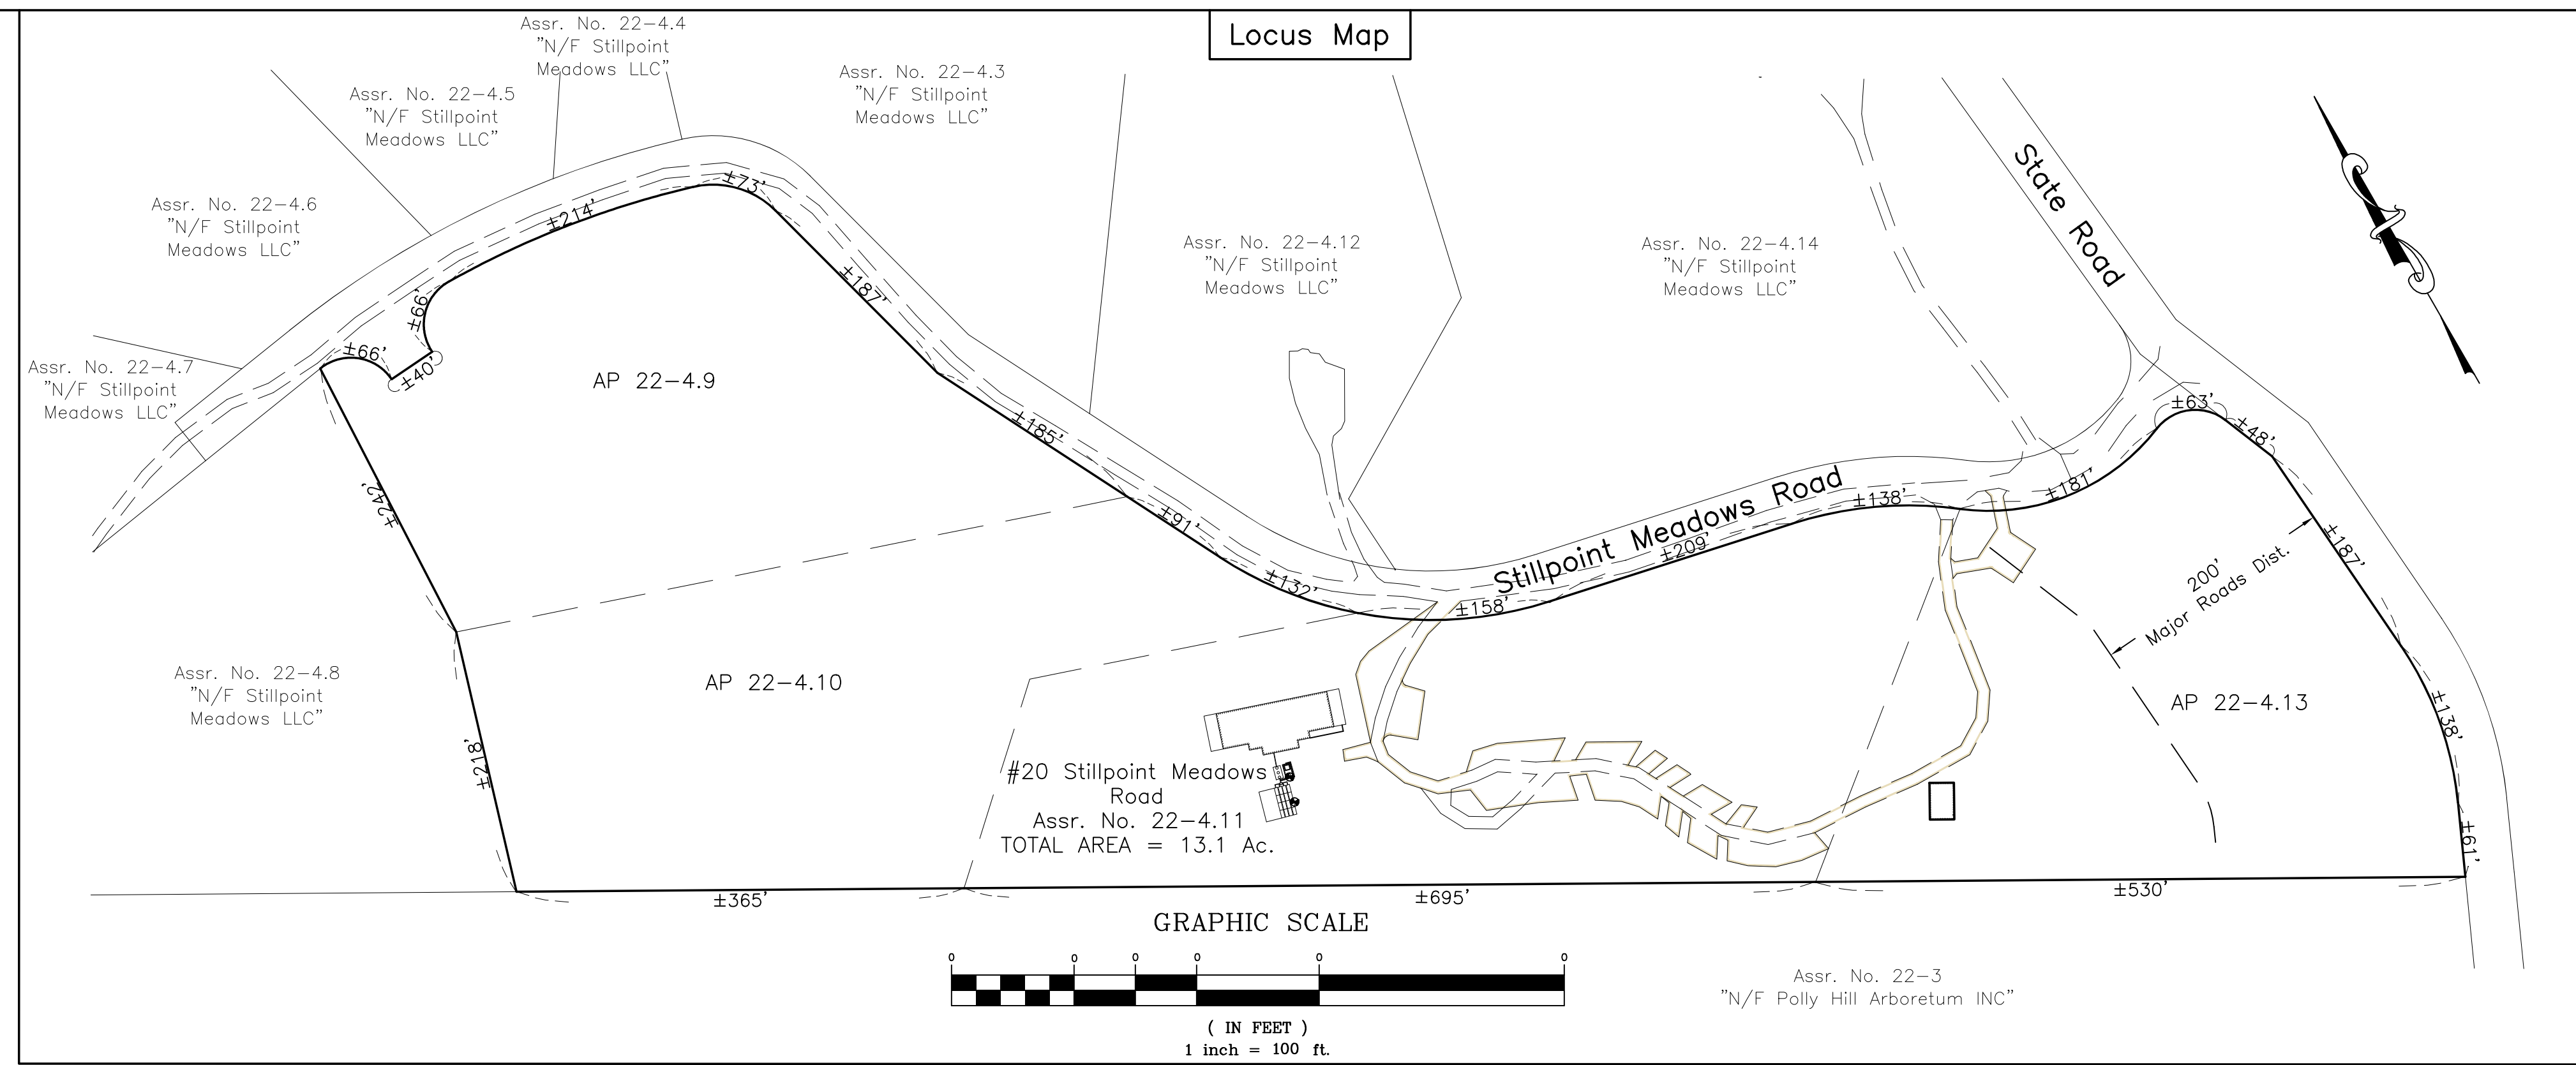 Locus Map
Assr. No. 22-4.4
"N/F Stillpoint
Meadows LLC"
Assr. No. 22-4.5
"N/F Stillpoint
Meadows LLC"
Assr. No. 22-4.3
"N/F Stillpoint
Meadows LLC"
Assr. No. 22-4.6
"N/F Stillpoint
Meadows LLC"
Assr. No. 22-4.12
"N/F Stillpoint
Meadows LLC"
Assr. No. 22-4.14
"N/F Stillpoint
Meadows LLC"
State Road
Assr. No. 22-4.7
"N/F Stillpoint
Meadows LLC"
±73'
±214'
±187'
±66'
±66'
±40'
AP 22-4.9
±185'
±242'
±91'
±132'
±158'
Stillpoint Meadows Road
±209'
±138'
±181'
±63'
±48'
±187'
200'
Major Roads Dist.
Assr. No. 22-4.8
"N/F Stillpoint
Meadows LLC"
AP 22-4.10
AP 22-4.13
±138'
±218'
#20 Stillpoint Meadows
Road
Assr. No. 22-4.11
TOTAL AREA = 13.1 Ac.
±61'
±365'
±695'
±530'
GRAPHIC SCALE
0 0 0 0 0 0
( IN FEET )
1 inch = 100 ft.
Assr. No. 22-3
"N/F Polly Hill Arboretum INC"